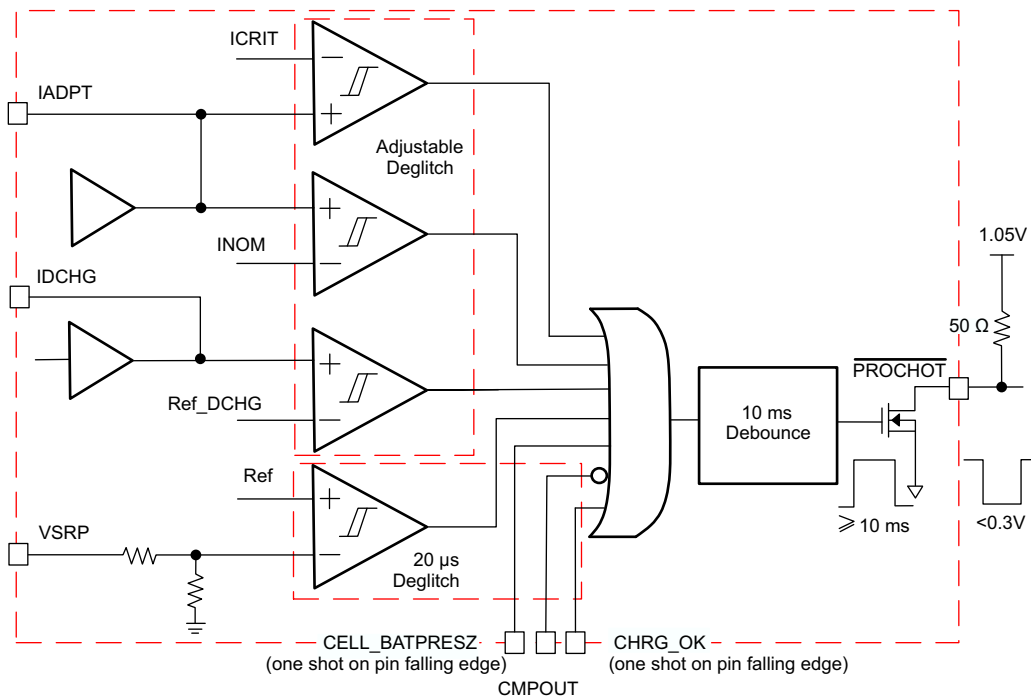 ICRIT
IADPT
Adjustable
Deglitch
INOM
IDCHG
Ref_DCHG
Ref
VSRP
20 µs
Deglitch
10 ms
Debounce
PROCHOT
1.05V
50 Ω
⩾ 10 ms
<0.3V
CELL_BATPRESZ
(one shot on pin falling edge)
CMPOUT
CHRG_OK
(one shot on pin falling edge)